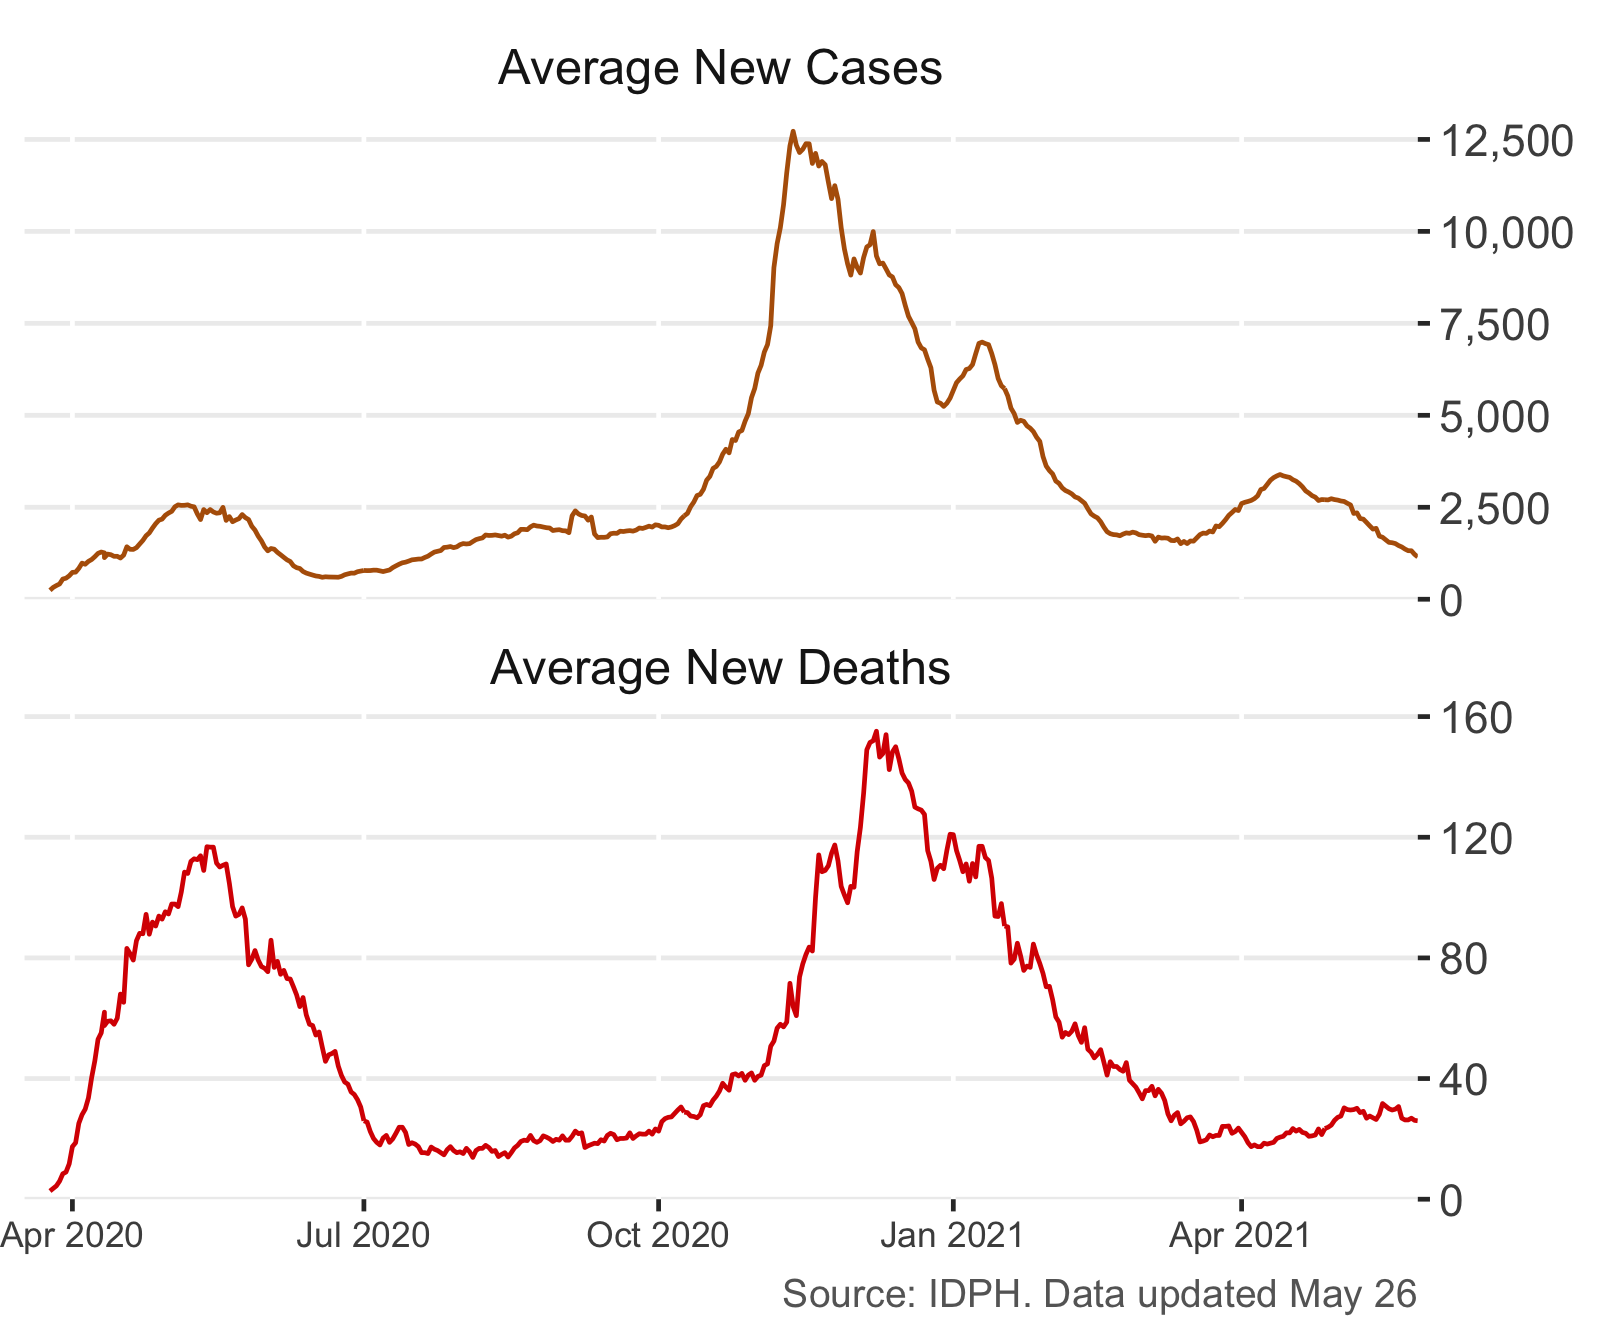 Average New Cases
12,500
10,000
7,500
5,000
2,500
0
Average New Deaths
160
120
80
40
0
Apr 2020 Jul 2020 Oct 2020 Jan 2021 Apr 2021
Source: IDPH. Data updated May 26